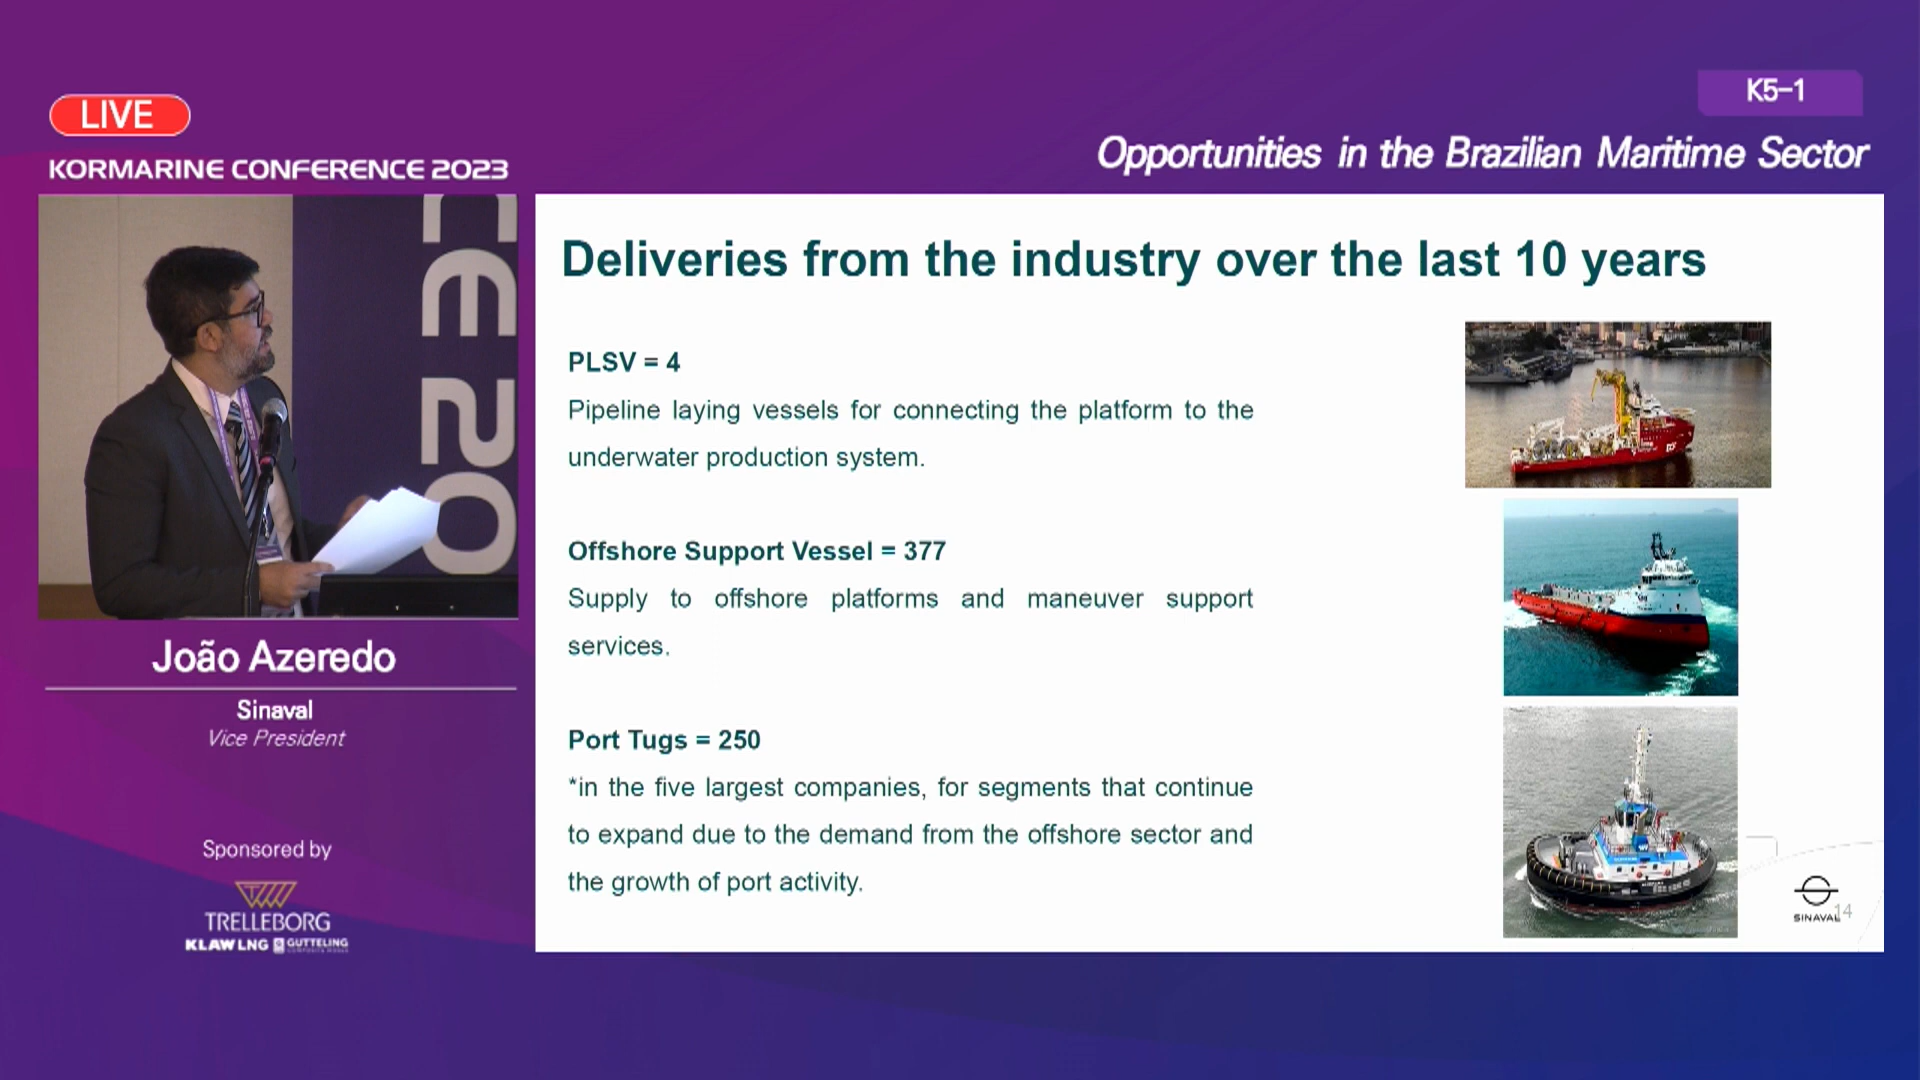 LIVE
KORMARINE CONFERENCE 2023
K5-1
Opportunities in the Brazilian Maritime Sector
CE 20
João Azeredo
Sinaval
Vice President
Sponsored by
TRELLEBORG
KLAW LNG GUTTELING
Deliveries from the industry over the last 10 years
PLSV = 4
Pipeline laying vessels for connecting the platform to the
underwater production system.
Offshore Support Vessel = 377
Supply to offshore platforms and maneuver support
services.
Port Tugs = 250
*in the five largest companies, for segments that continue
to expand due to the demand from the offshore sector and
the growth of port activity.
SINAVAL
14